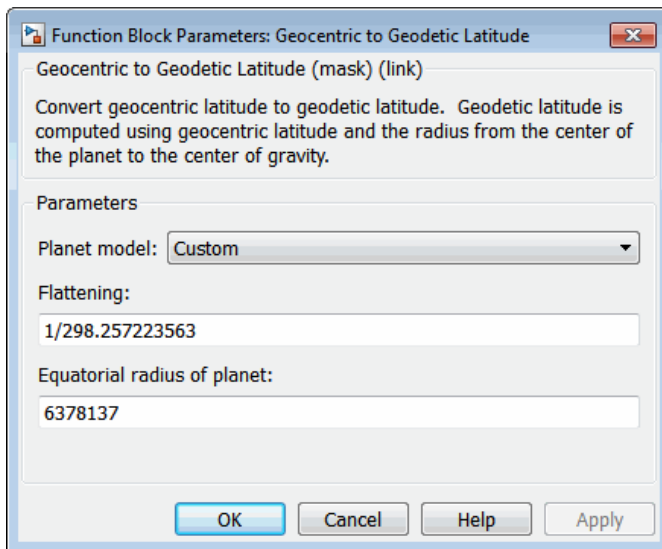 Function Block Parameters: Geocentric to Geodetic Latitude
Geocentric to Geodetic Latitude (mask) (link)
Convert geocentric latitude to geodetic latitude.  Geodetic latitude is
computed using geocentric latitude and the radius from the center of
the planet to the center of gravity.
Parameters
Planet model: Custom
Flattening:
1/298.257223563
Equatorial radius of planet:
6378137
OK Cancel Help Apply